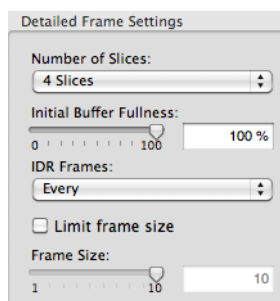 Detailed Frame Settings
Number of Slices:
4 Slices
Initial Buffer Fullness:
0 100 100 %
IDR Frames:
Every
Limit frame size
Frame Size:
1 10 10